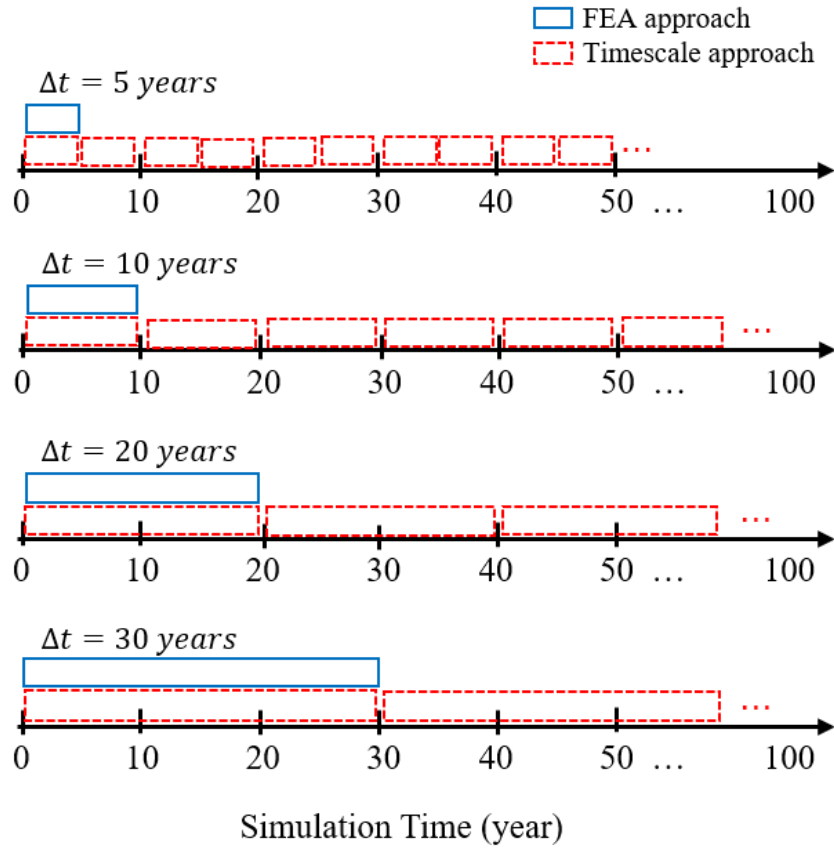 FEA approach
Timescale approach
Δt = 5 years
...
0 10 20 30 40 50 ... 100
Δt = 10 years
...
0 10 20 30 40 50 ... 100
Δt = 20 years
...
0 10 20 30 40 50 ... 100
Δt = 30 years
...
0 10 20 30 40 50 ... 100
Simulation Time (year)